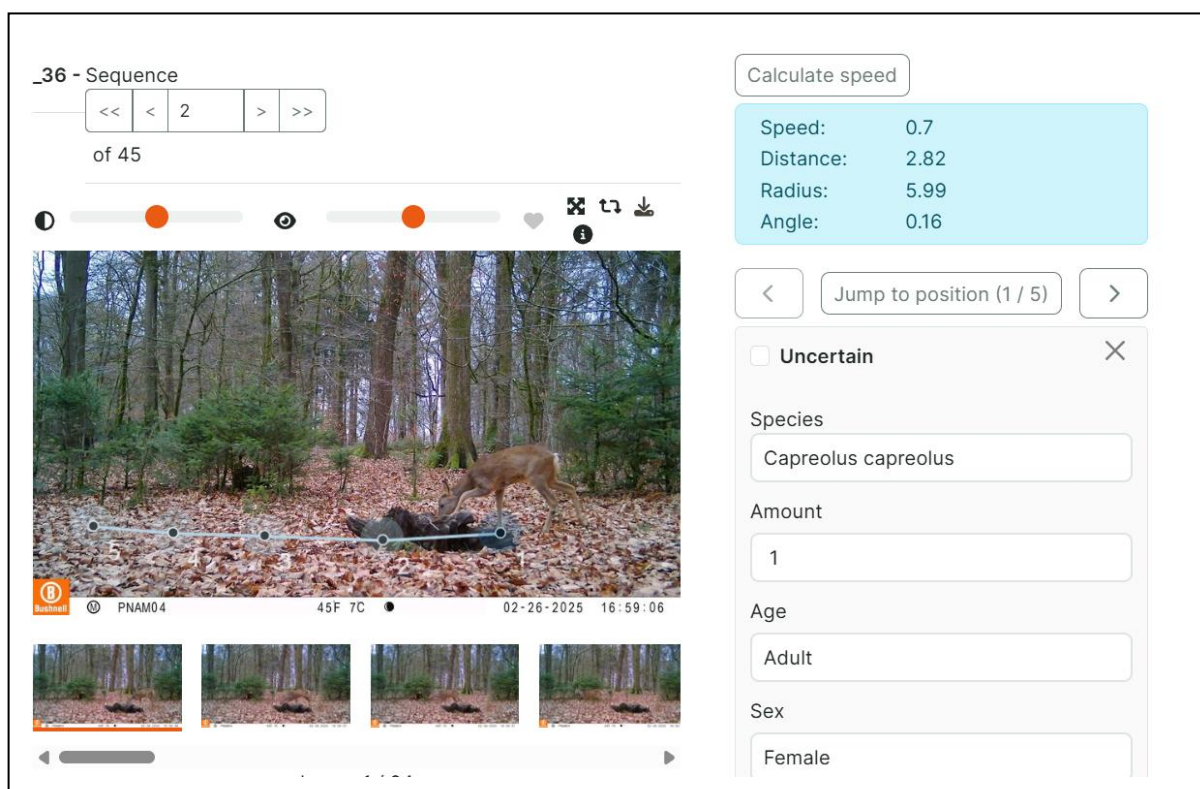 _36 - Sequence
<< < 2 > >>
of 45
Bushnell
M PNAM04 45F 7C 02-26-2025 16:59:06
5 4 3 2 1
Calculate speed
Speed: 0.7
Distance: 2.82
Radius: 5.99
Angle: 0.16
< Jump to position (1 / 5) >
Uncertain
Species
Capreolus capreolus
Amount
1
Age
Adult
Sex
Female